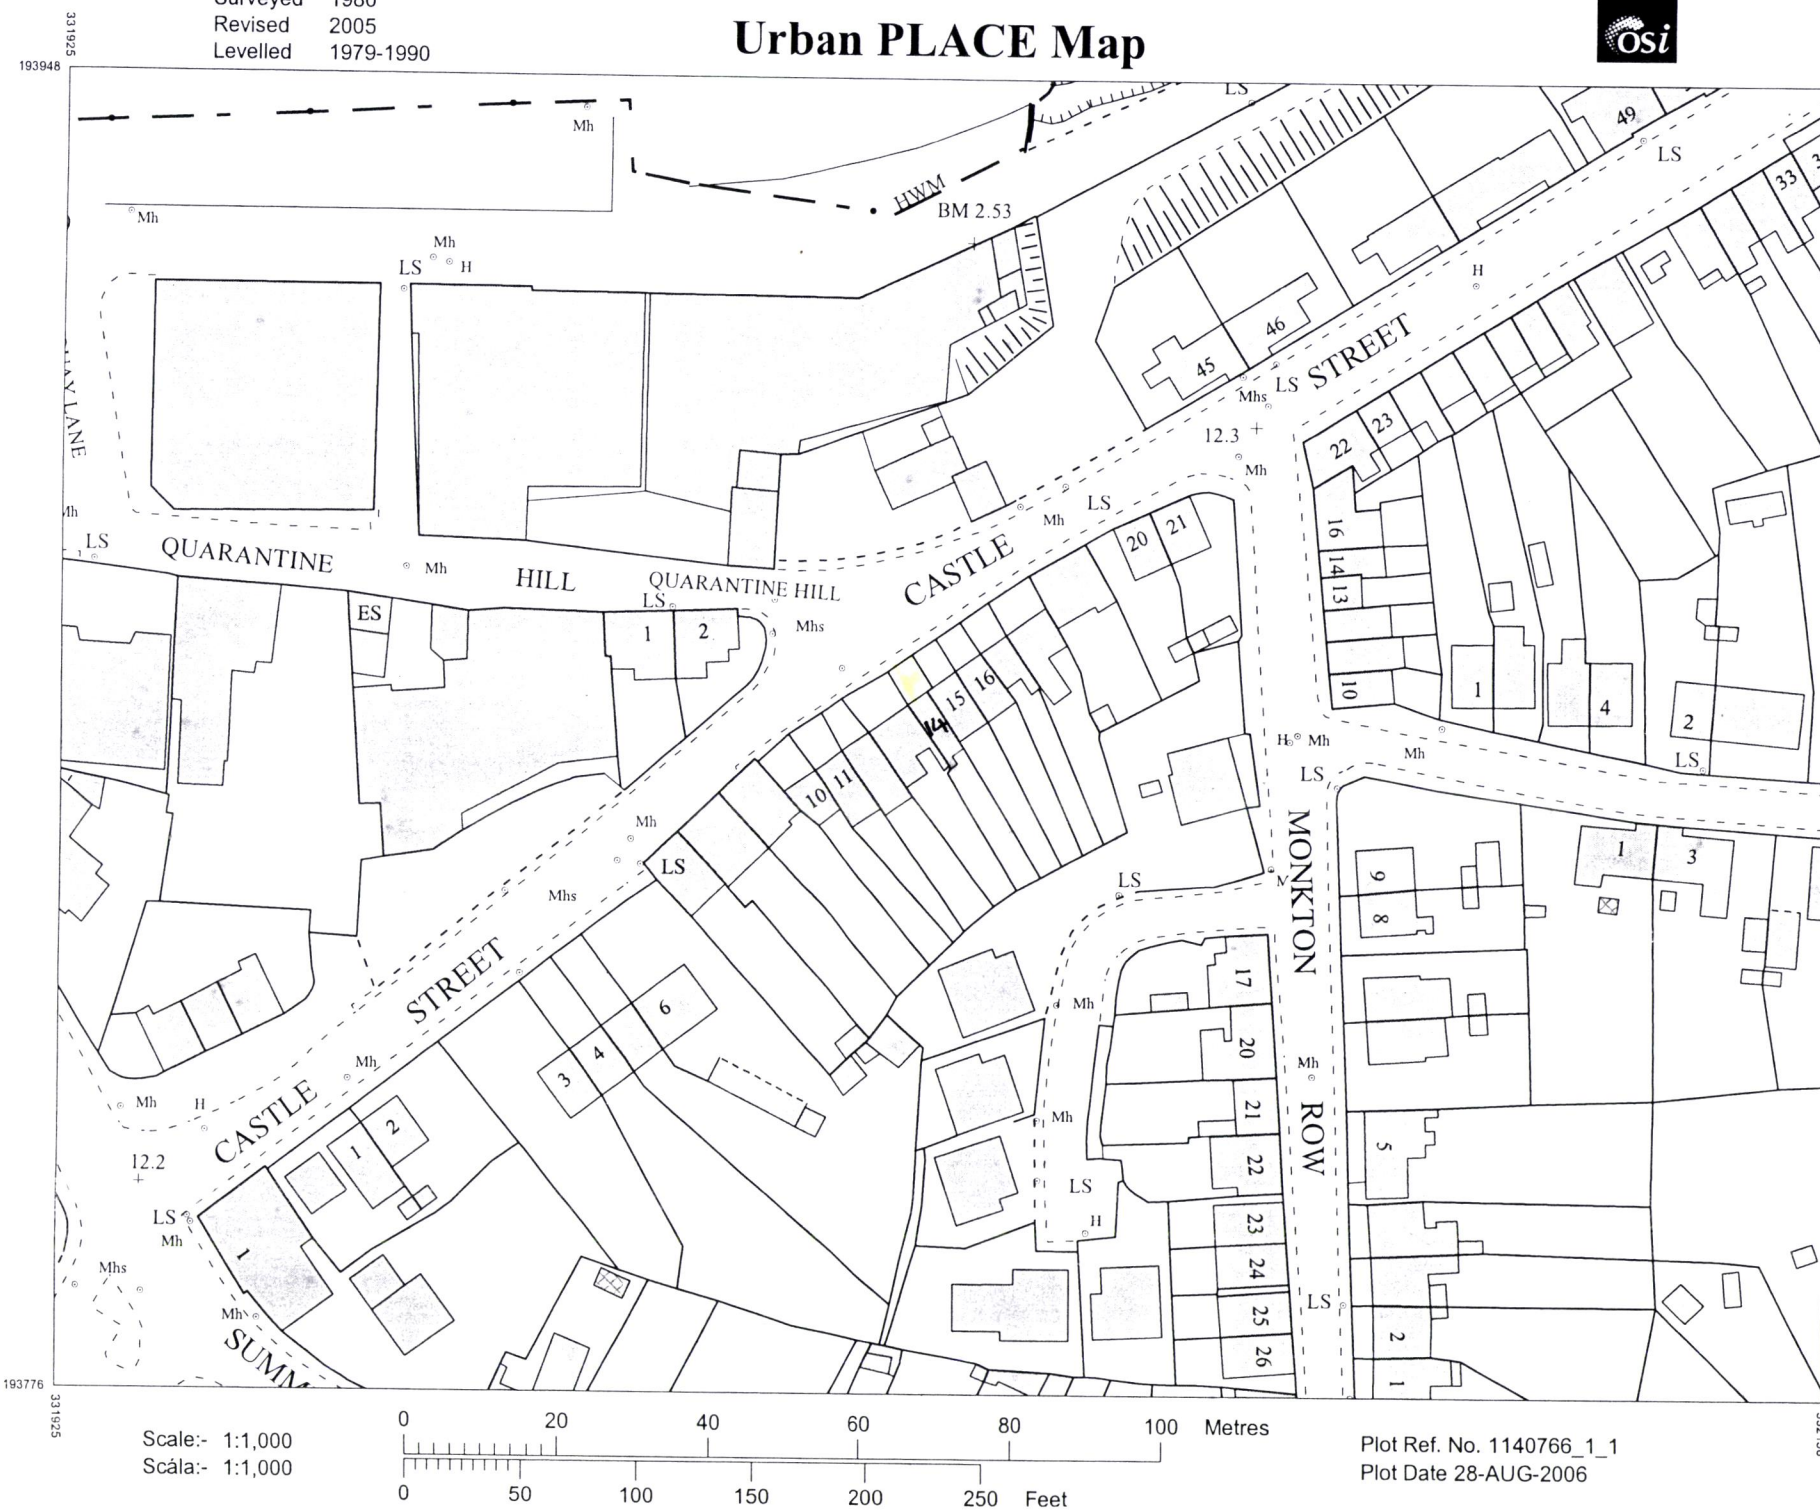 Surveyed 1980
Revised 2005
Levelled 1979-1990
Urban PLACE Map
osi
331925
193948
Mh
LS
49
LS
33
HWM
BM 2.53
Mh
Mh
LS H
H
46
45
STREET
LS
Mhs
12.3
22 23
Mh
LANE
Mh
LS
Mh
LS
CASTLE
20 21
16
14
13
10
QUARANTINE
Mh
HILL
QUARANTINE HILL
LS
ES
1 2
Mhs
16
15
14
11
10
1
4
2
LS
H Mh
Mh
LS
MONKTON
1 3
9
8
Mh
LS
Mhs
LS
STREET
6
4
3
Mh
17
20
Mh
Mh
ROW
21
22
5
LS
H
23
24
25
26
LS
2
1
Mh
Mh H
CASTLE
2
1
12.2
LS
Mh
1
Mhs
Mh
SUMM
193776
331925
0 20 40 60 80 100 Metres
Scale:- 1:1,000
Scála:- 1:1,000
0 50 100 150 200 250 Feet
Plot Ref. No. 1140766_1_1
Plot Date 28-AUG-2006